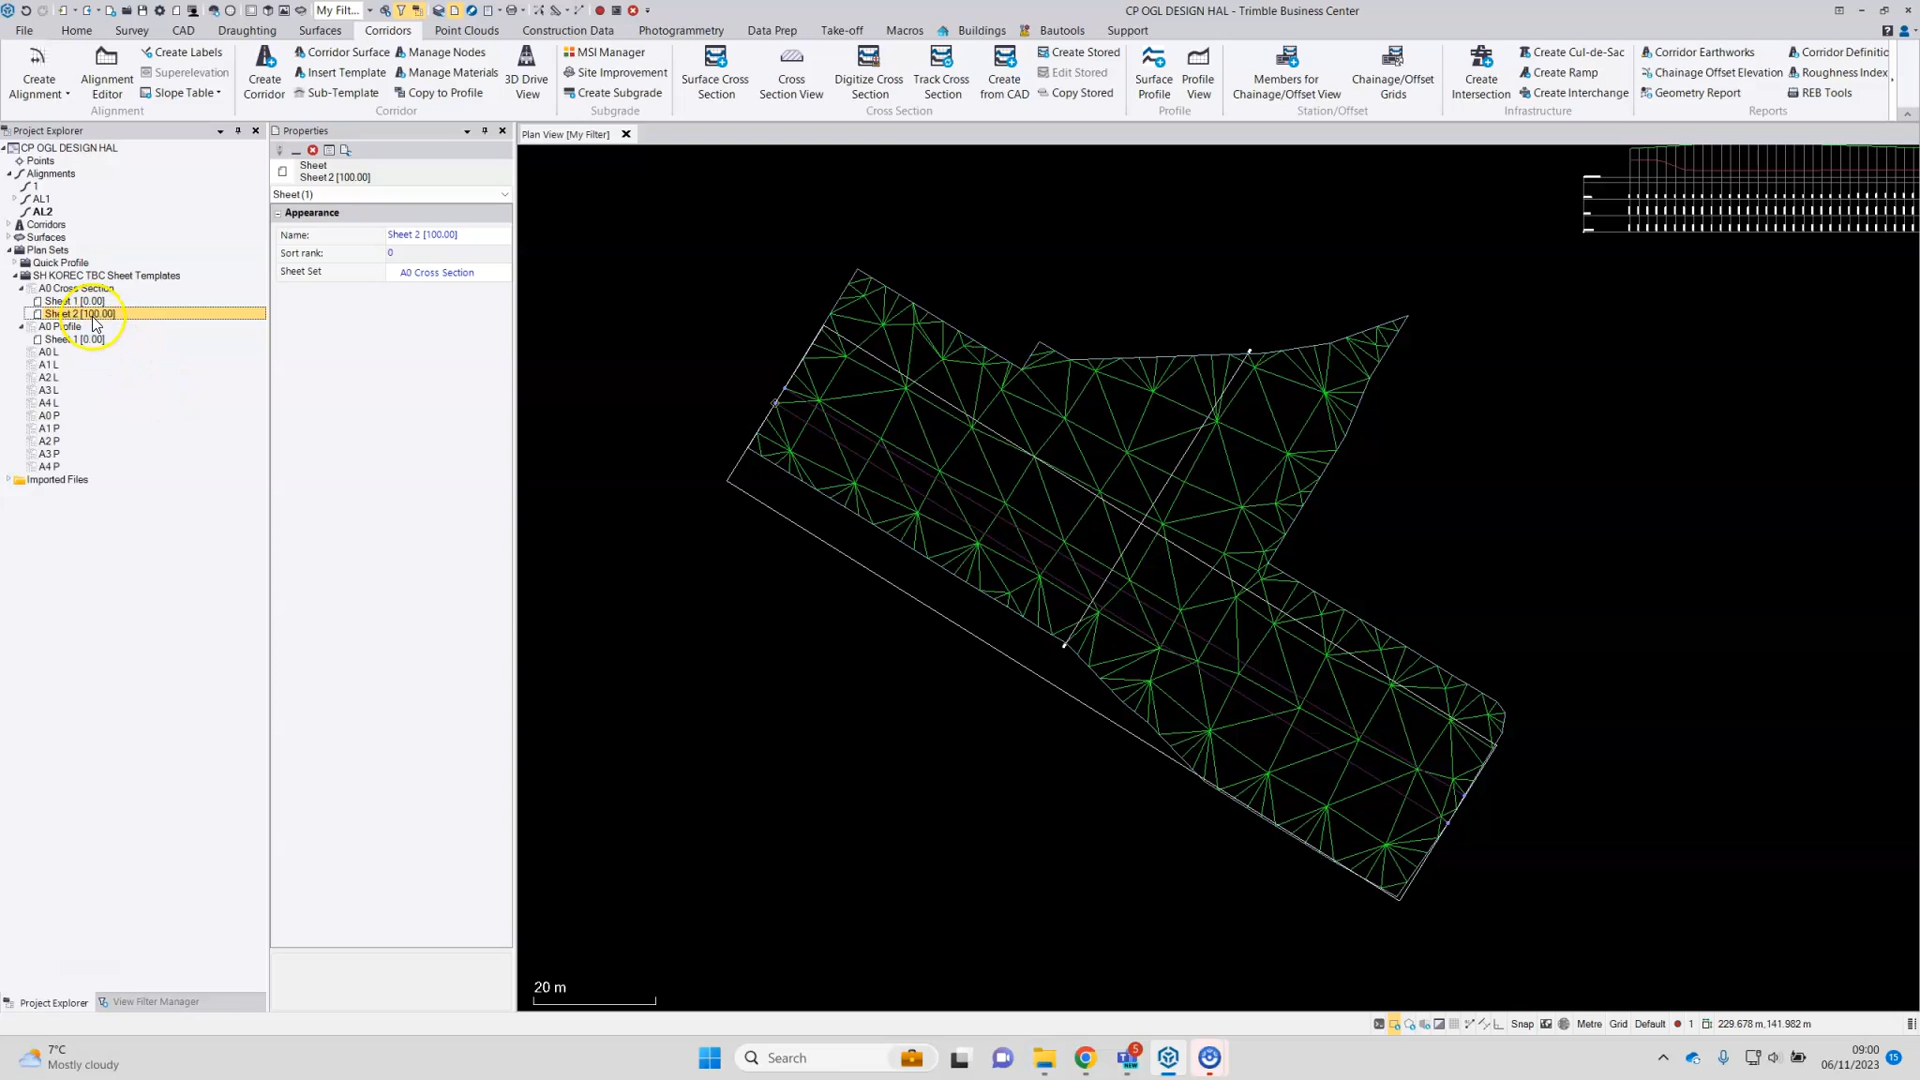 My Filt...
CP OGL DESIGN HAL - Trimble Business Center
File Home Survey CAD Draughting Surfaces Corridors Point Clouds Construction Data Photogrammetry Data Prep Take-off Macros Buildings Bautools Support
Create Alignment
Alignment Editor
Create Labels
Superelevation
Slope Table
Alignment
Create Corridor
Corridor Surface
Insert Template
Sub-Template
Manage Nodes
Manage Materials
Copy to Profile
3D Drive View
Corridor
MSI Manager
Site Improvement
Create Subgrade
Subgrade
Surface Cross Section
Cross Section View
Digitize Cross Section
Track Cross Section
Create from CAD
Create Stored
Edit Stored
Copy Stored
Cross Section
Surface Profile
Profile View
Profile
Members for Chainage/Offset View
Chainage/Offset Grids
Station/Offset
Create Intersection
Create Cul-de-Sac
Create Ramp
Create Interchange
Infrastructure
Corridor Earthworks
Chainage Offset Elevation
Geometry Report
Corridor Definitic
Roughness Index
REB Tools
Reports
Project Explorer
CP OGL DESIGN HAL
Points
Alignments
1
AL1
AL2
Corridors
Surfaces
Plan Sets
Quick Profile
SH KOREC TBC Sheet Templates
A0 Cross Section
Sheet 1 [0.00]
Sheet 2 [100.00]
A0 Profile
Sheet 1 [0.00]
A0 L
A1 L
A2 L
A3 L
A4 L
A0 P
A1 P
A2 P
A3 P
A4 P
Imported Files
Project Explorer View Filter Manager
Properties
Sheet
Sheet 2 [100.00]
Sheet (1)
Appearance
Name: Sheet 2 [100.00]
Sort rank: 0
Sheet Set A0 Cross Section
Plan View [My Filter]
20 m
Snap Metre Grid Default 1 229.678 m,141.982 m
7°C
Mostly cloudy
Search
5
NEW
09:00
06/11/2023
15